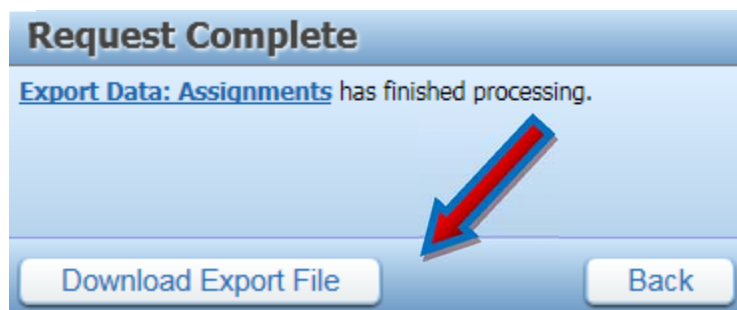 Request Complete
Export Data: Assignments has finished processing.
Download Export File
Back